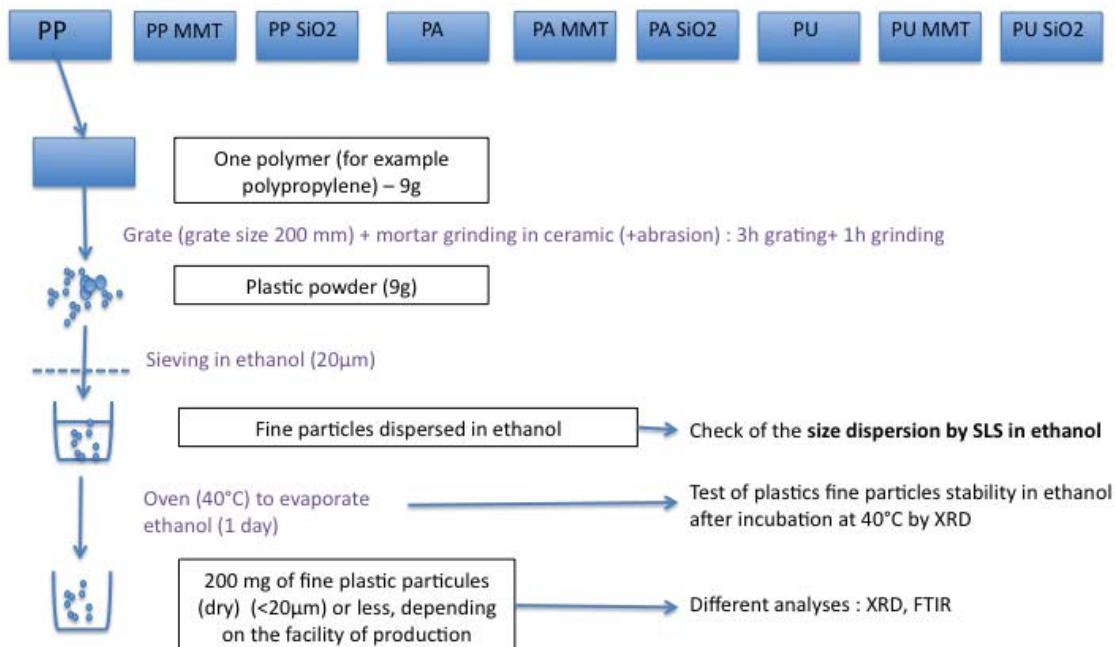 PP
PP MMT
PP SiO2
PA
PA MMT
PA SiO2
PU
PU MMT
PU SiO2
One polymer (for example
polypropylene) – 9g
Grate (grate size 200 mm) + mortar grinding in ceramic (+abrasion) : 3h grating+ 1h grinding
Plastic powder (9g)
Sieving in ethanol (20µm)
Fine particles dispersed in ethanol
Check of the size dispersion by SLS in ethanol
Oven (40°C) to evaporate
ethanol (1 day)
Test of plastics fine particles stability in ethanol
after incubation at 40°C by XRD
200 mg of fine plastic particules
(dry) (<20µm) or less, depending
on the facility of production
Different analyses : XRD, FTIR